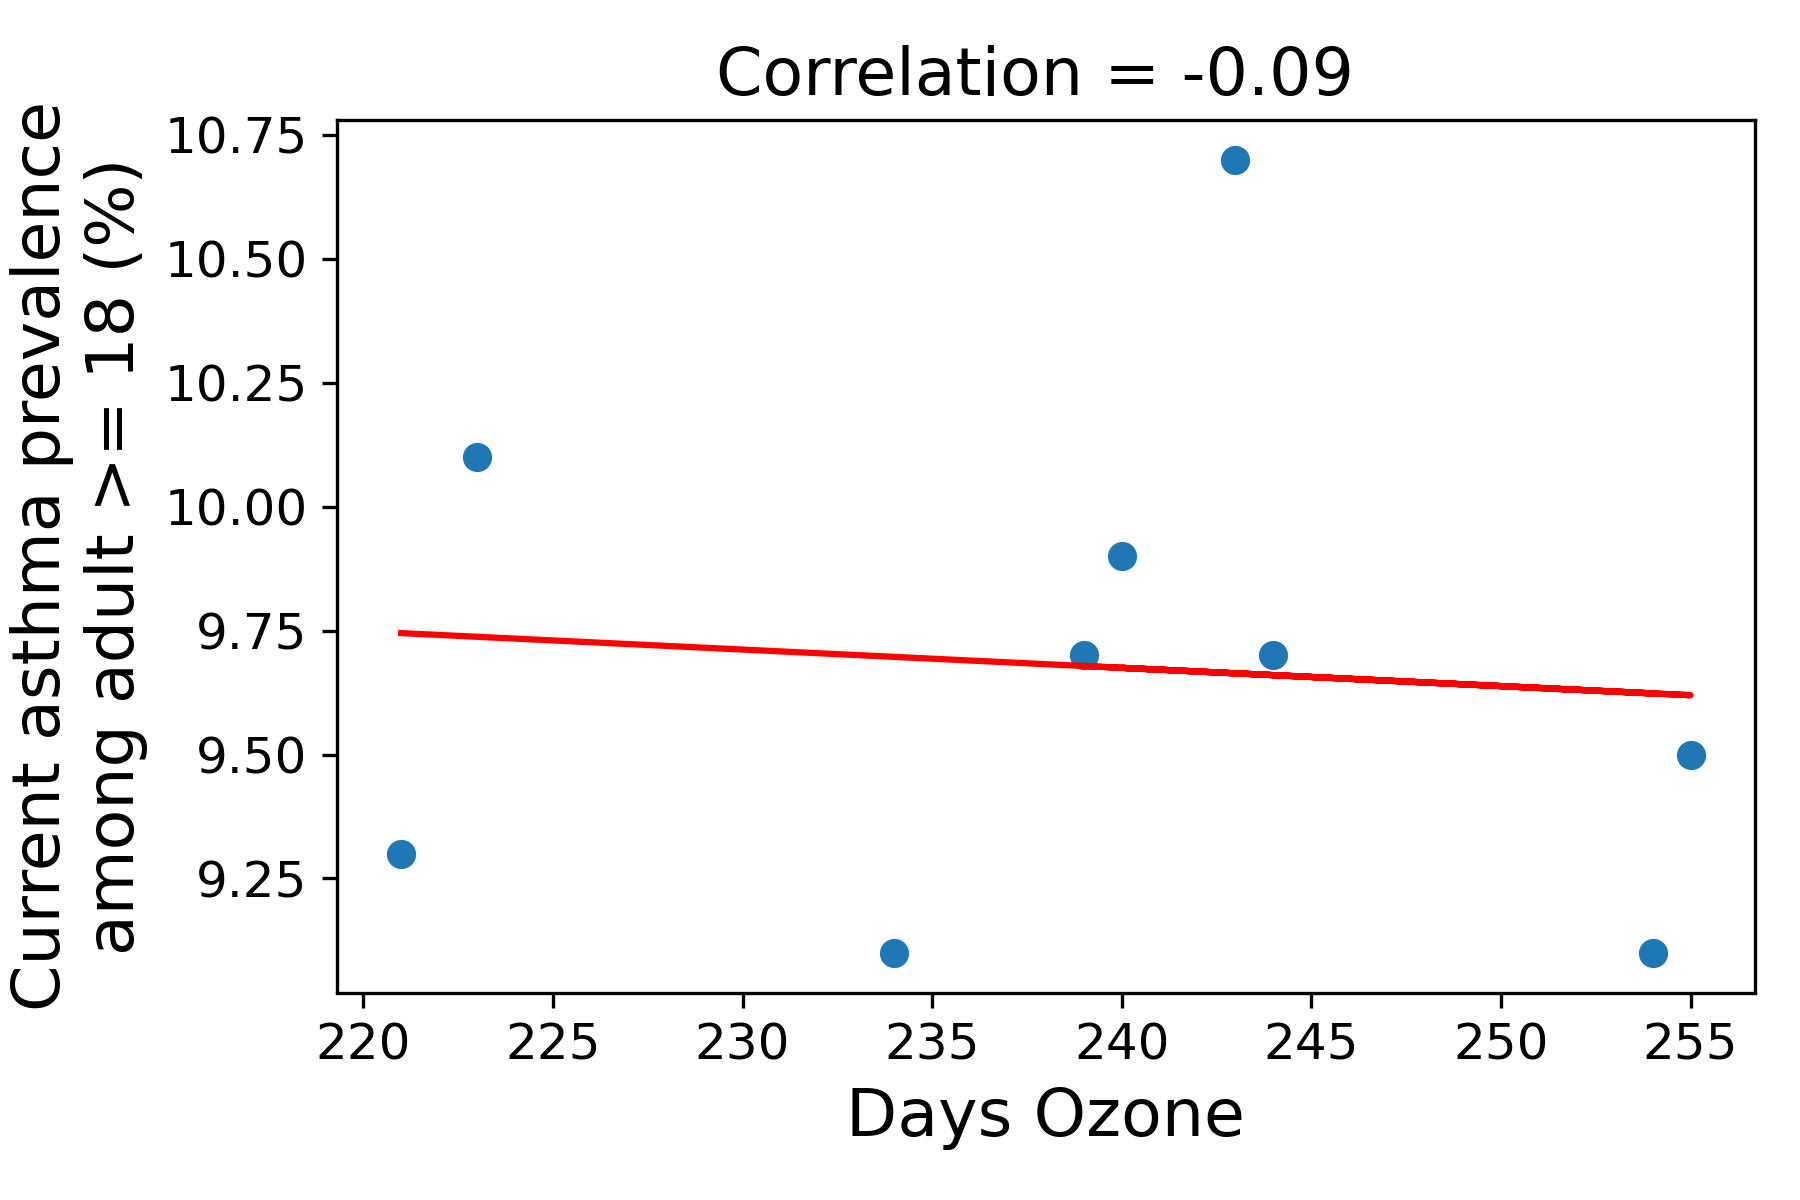 Correlation = -0.09
Current asthma prevalence
among adult >= 18 (%)
10.75
10.50
10.25
10.00
9.75
9.50
9.25
220 225 230 235 240 245 250 255
Days Ozone